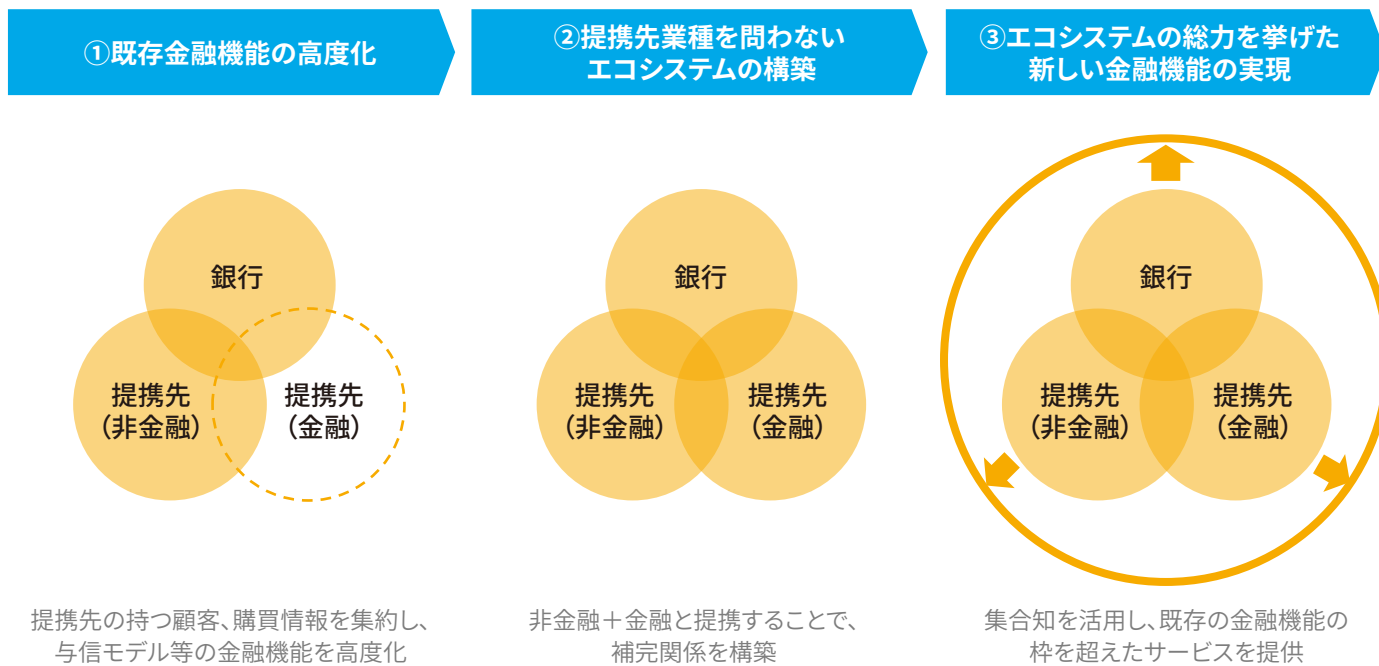 ①既存金融機能の高度化
②提携先業種を問わない
エコシステムの構築
③エコシステムの総力を挙げた
新しい金融機能の実現
銀行
提携先
（非金融）
提携先
（金融）
銀行
提携先
（非金融）
提携先
（金融）
銀行
提携先
（非金融）
提携先
（金融）
提携先の持つ顧客、購買情報を集約し、
与信モデル等の金融機能を高度化
非金融＋金融と提携することで、
補完関係を構築
集合知を活用し、既存の金融機能の
枠を超えたサービスを提供